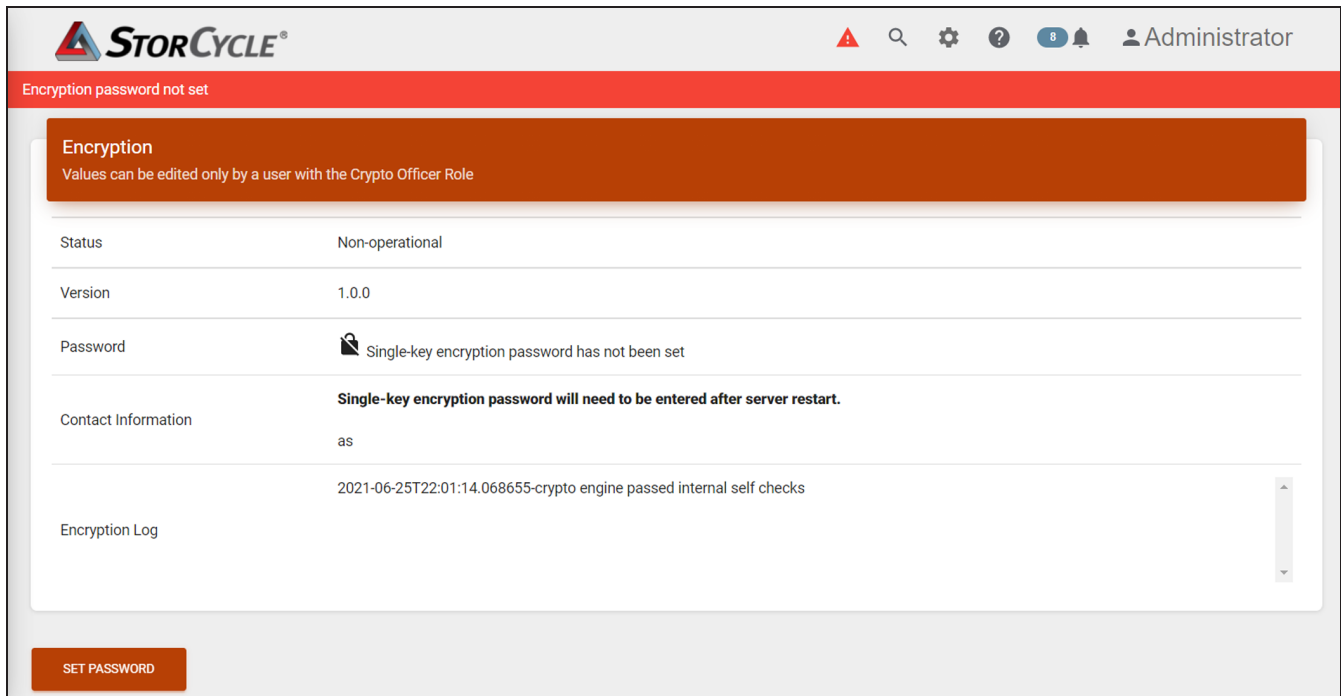 STORCYCLE®
8
Administrator
Encryption password not set
Encryption
Values can be edited only by a user with the Crypto Officer Role
Status Non-operational
Version 1.0.0
Password Single-key encryption password has not been set
Contact Information Single-key encryption password will need to be entered after server restart.
as
Encryption Log 2021-06-25T22:01:14.068655-crypto engine passed internal self checks
SET PASSWORD